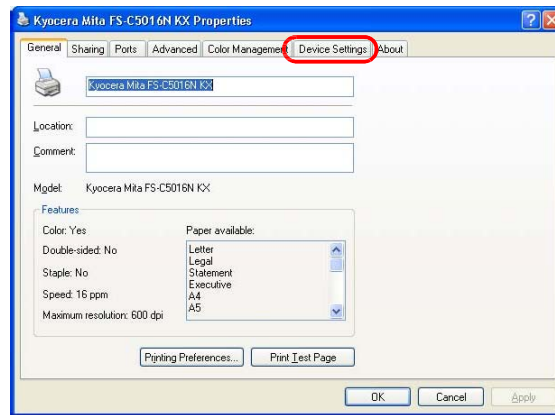 Kyocera Mita FS-C5016N KX Properties
General Sharing Ports Advanced Color Management Device Settings About
Kyocera Mita FS-C5016N KX
Location:
Comment:
Model: Kyocera Mita FS-C5016N KX
Features
Color: Yes
Double-sided: No
Staple: No
Speed: 16 ppm
Maximum resolution: 600 dpi
Paper available:
Letter
Legal
Statement
Executive
A4
A5
Printing Preferences... Print Test Page
OK Cancel Apply